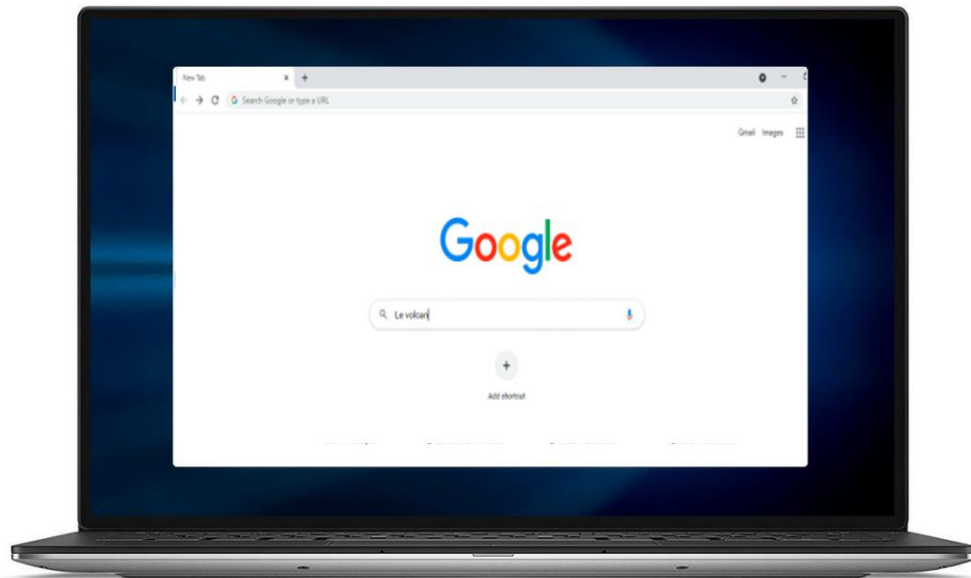 New Tab
Search Google or type a URL
Gmail Images
Google
Le volcan
Add shortcut